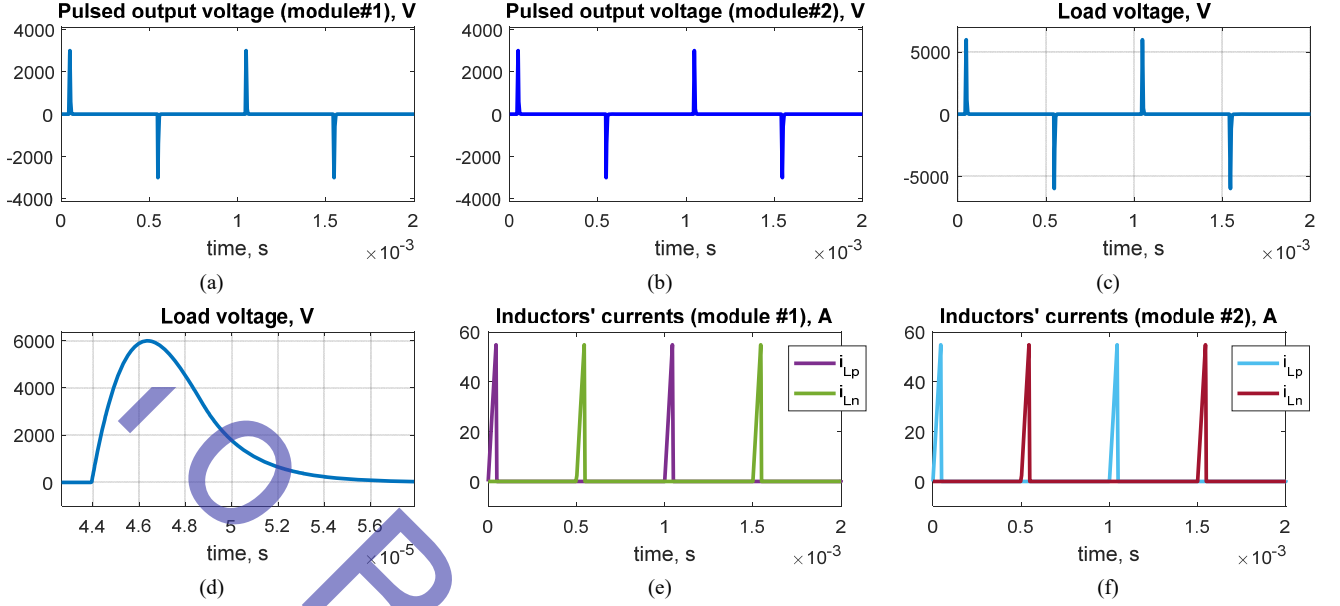 Pulsed output voltage (module#1), V
4000
2000
0
-2000
-4000
0 0.5 1 1.5 2
time, s
×10-3
(a)
Pulsed output voltage (module#2), V
4000
2000
0
-2000
-4000
0 0.5 1 1.5 2
time, s
×10-3
(b)
Load voltage, V
5000
0
-5000
0 0.5 1 1.5 2
time, s
×10-3
(c)
Load voltage, V
6000
4000
2000
0
4.4 4.6 4.8 5 5.2 5.4 5.6
time, s
×10-5
(d)
Inductors' currents (module #1), A
60
40
20
0
iLp
iLn
0 0.5 1 1.5 2
time, s
×10-3
(e)
Inductors' currents (module #2), A
60
40
20
0
iLp
iLn
0 0.5 1 1.5 2
time, s
×10-3
(f)